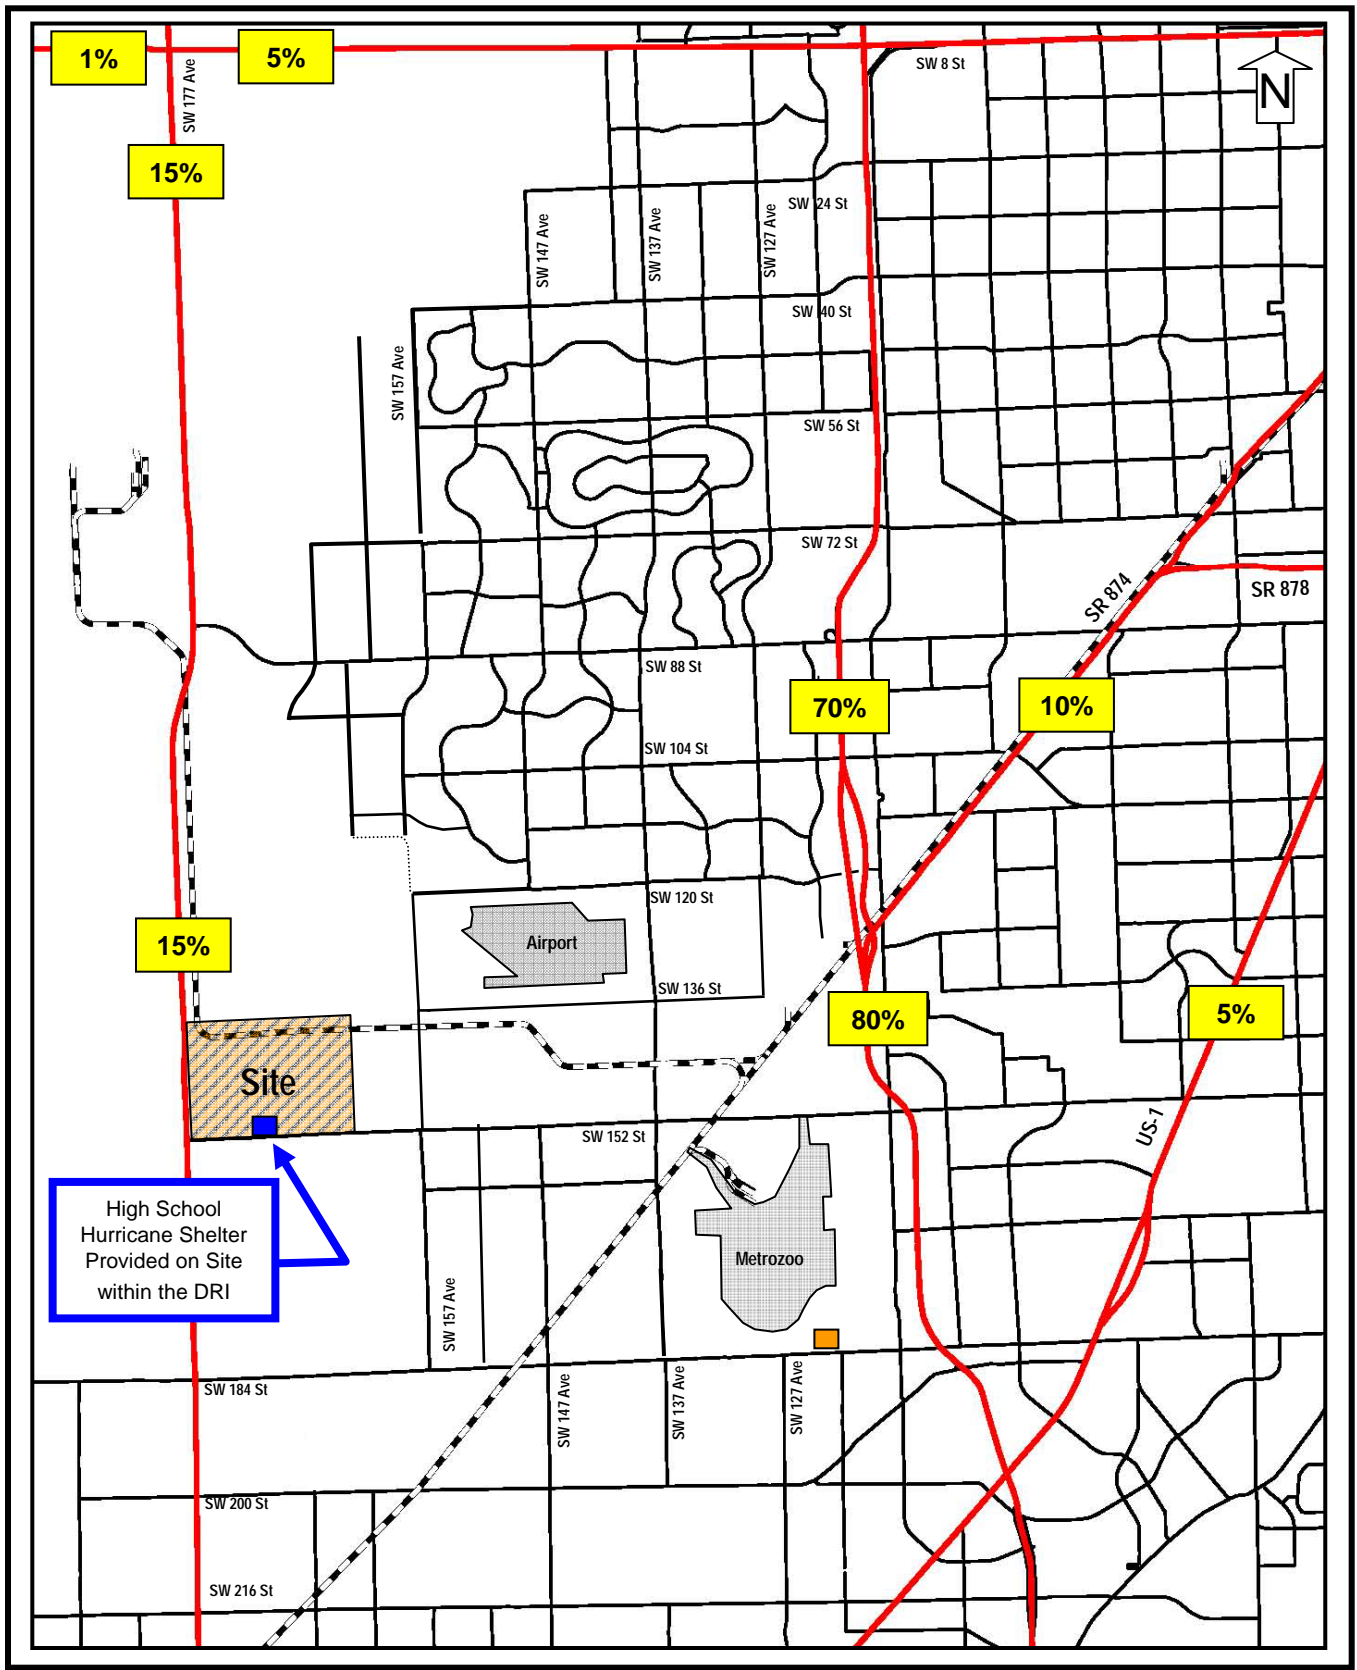 1%
5%
SW 177 Ave
SW 8 St
N
15%
SW 24 St
SW 147 Ave
SW 137 Ave
SW 127 Ave
SW 40 St
SW 157 Ave
SW 56 St
SW 72 St
SR 874
SR 878
SW 88 St
70%
10%
SW 104 St
SW 120 St
15%
Airport
SW 136 St
80%
5%
Site
SW 152 St
US-1
High School
Hurricane Shelter
Provided on Site
within the DRI
Metrozoo
SW 157 Ave
SW 184 St
SW 147 Ave
SW 137 Ave
SW 127 Ave
SW 200 St
SW 216 St